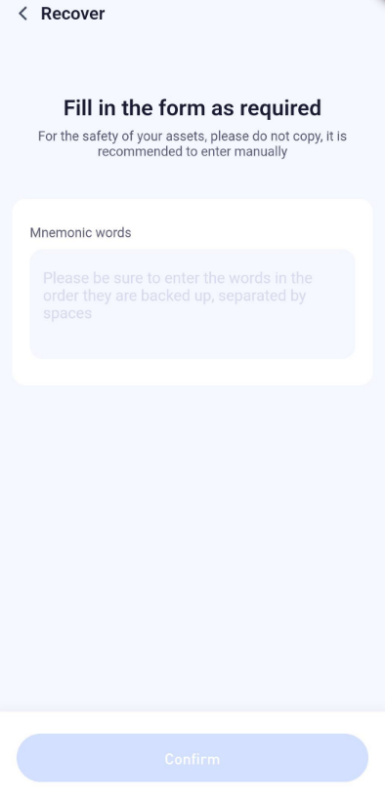 Recover
Fill in the form as required
For the safety of your assets, please do not copy, it is
recommended to enter manually
Mnemonic words
Please be sure to enter the words in the
order they are backed up, separated by
spaces
Confirm